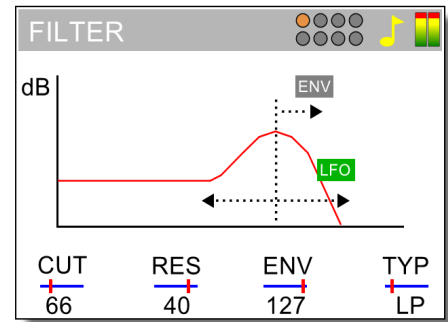 FILTER
dB
ENV
LFO
CUT RES ENV TYP
66 40 127 LP